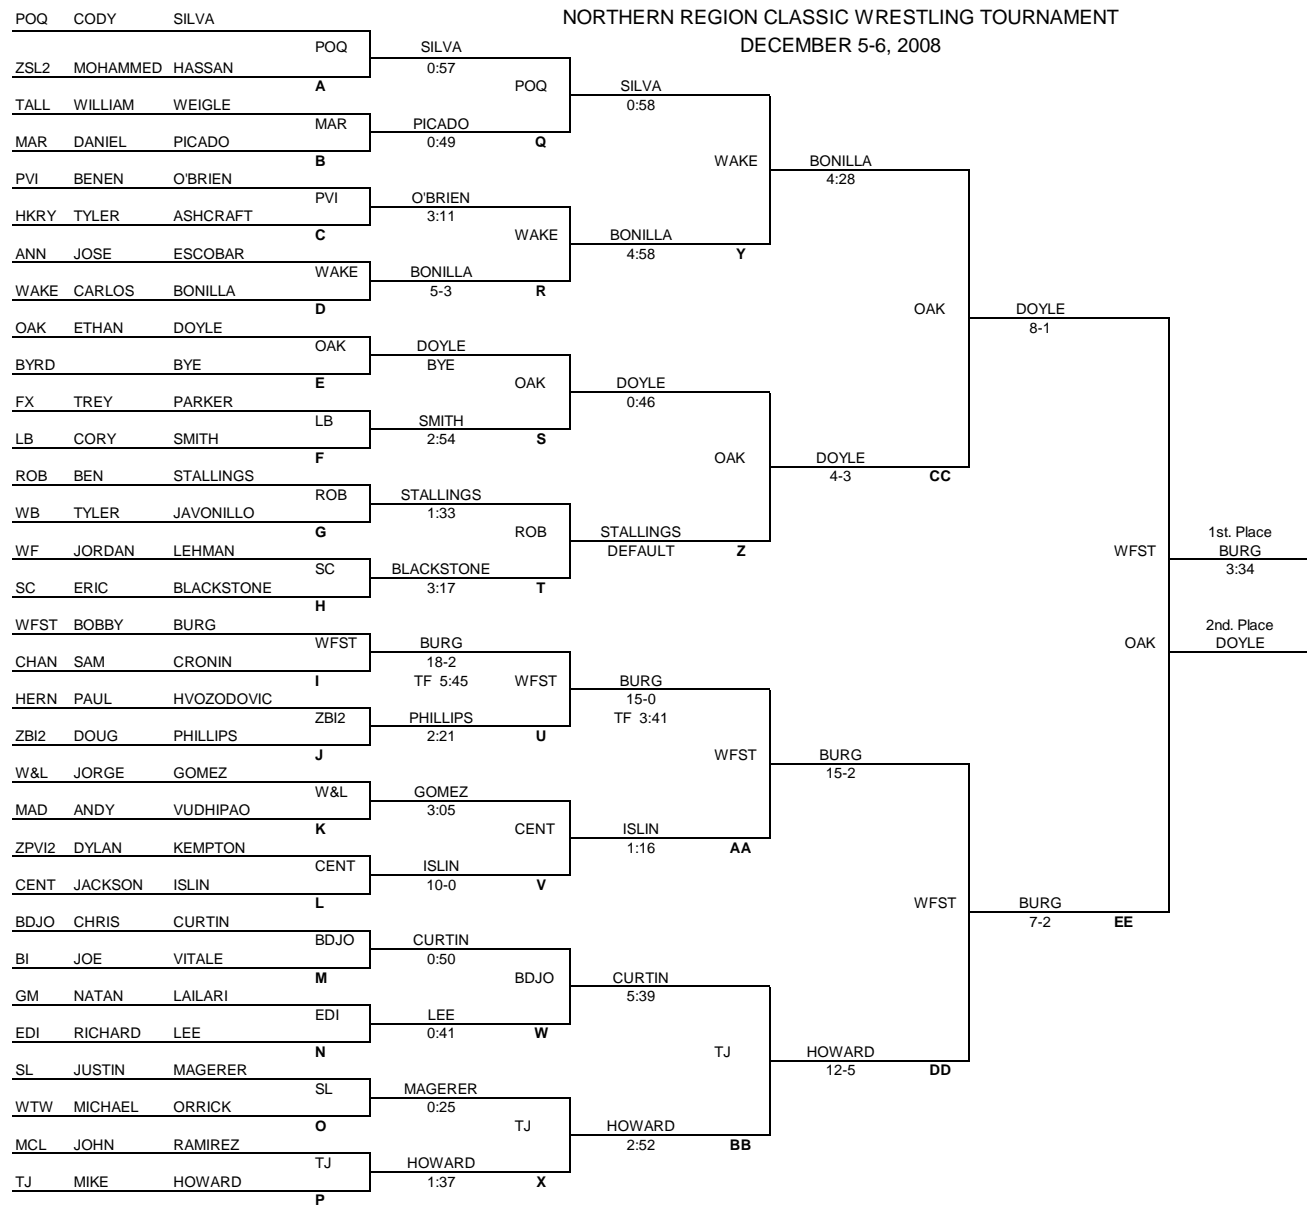 POQ CODY SILVA
NORTHERN REGION CLASSIC WRESTLING TOURNAMENT
DECEMBER 5-6, 2008
POQ SILVA
ZSL2 MOHAMMED HASSAN 0:57
A POQ SILVA
TALL WILLIAM WEIGLE 0:58
MAR PICADO
MAR DANIEL PICADO 0:49 Q
B WAKE BONILLA
PVI BENEN O'BRIEN 4:28
PVI O'BRIEN
HKRY TYLER ASHCRAFT 3:11
C WAKE BONILLA
ANN JOSE ESCOBAR 4:58 Y
WAKE BONILLA
WAKE CARLOS BONILLA 5-3 R
D OAK DOYLE
OAK ETHAN DOYLE 8-1
OAK DOYLE
BYRD BYE BYE
E OAK DOYLE
FX TREY PARKER 0:46
LB SMITH
LB CORY SMITH 2:54 S
F OAK DOYLE
ROB BEN STALLINGS 4-3 CC
ROB STALLINGS
WB TYLER JAVONILLO 1:33
G ROB STALLINGS 1st. Place
WF JORDAN LEHMAN DEFAULT Z WFST BURG
SC BLACKSTONE 3:34
SC ERIC BLACKSTONE 3:17 T
H
WFST BOBBY BURG 2nd. Place
WFST BURG OAK DOYLE
CHAN SAM CRONIN 18-2
I TF 5:45 WFST BURG
HERN PAUL HVOZODOVIC 15-0
ZBI2 PHILLIPS TF 3:41
ZBI2 DOUG PHILLIPS 2:21 U
J WFST BURG
W&L JORGE GOMEZ 15-2
W&L GOMEZ
MAD ANDY VUDHIPAO 3:05
K CENT ISLIN
ZPVI2 DYLAN KEMPTON 1:16 AA
CENT ISLIN
CENT JACKSON ISLIN 10-0 V
L WFST BURG
BDJO CHRIS CURTIN 7-2 EE
BDJO CURTIN
BI JOE VITALE 0:50
M BDJO CURTIN
GM NATAN LAILARI 5:39
EDI LEE
EDI RICHARD LEE 0:41 W
N TJ HOWARD
SL JUSTIN MAGERER 12-5 DD
SL MAGERER
WTW MICHAEL ORRICK 0:25
O TJ HOWARD
MCL JOHN RAMIREZ 2:52 BB
TJ HOWARD
TJ MIKE HOWARD 1:37 X
P